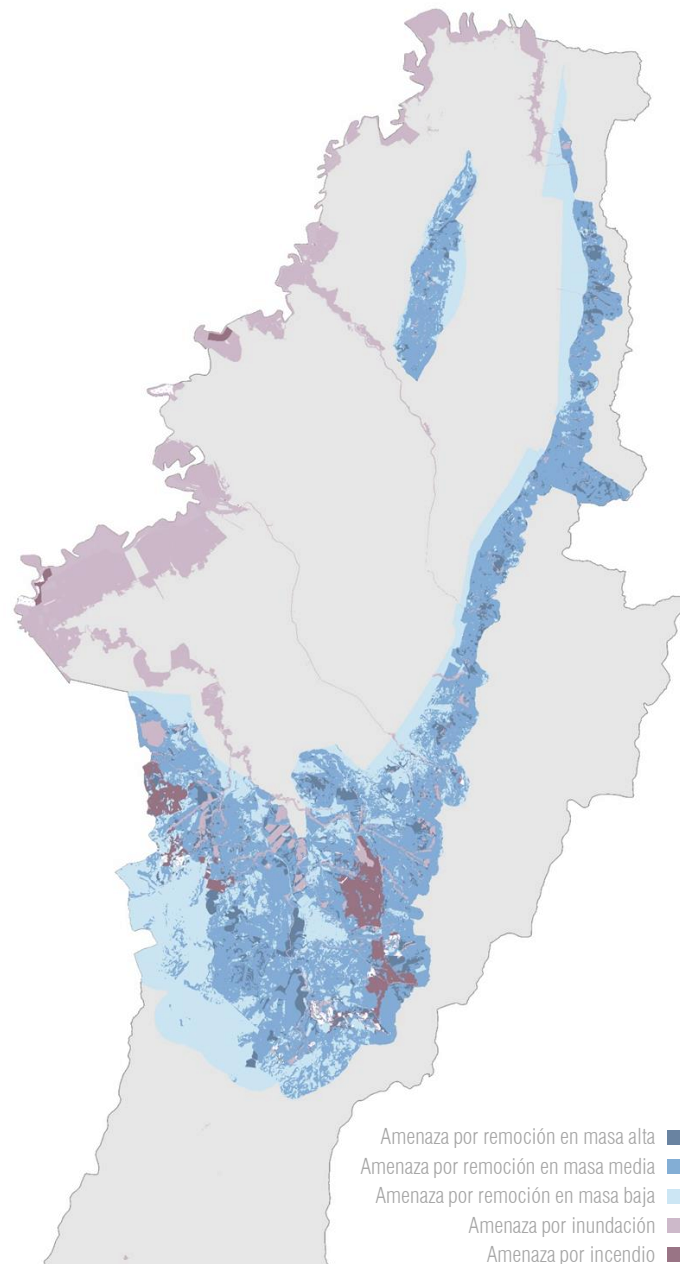 Amenaza por remoción en masa alta
Amenaza por remoción en masa media
Amenaza por remoción en masa baja
Amenaza por inundación
Amenaza por incendio